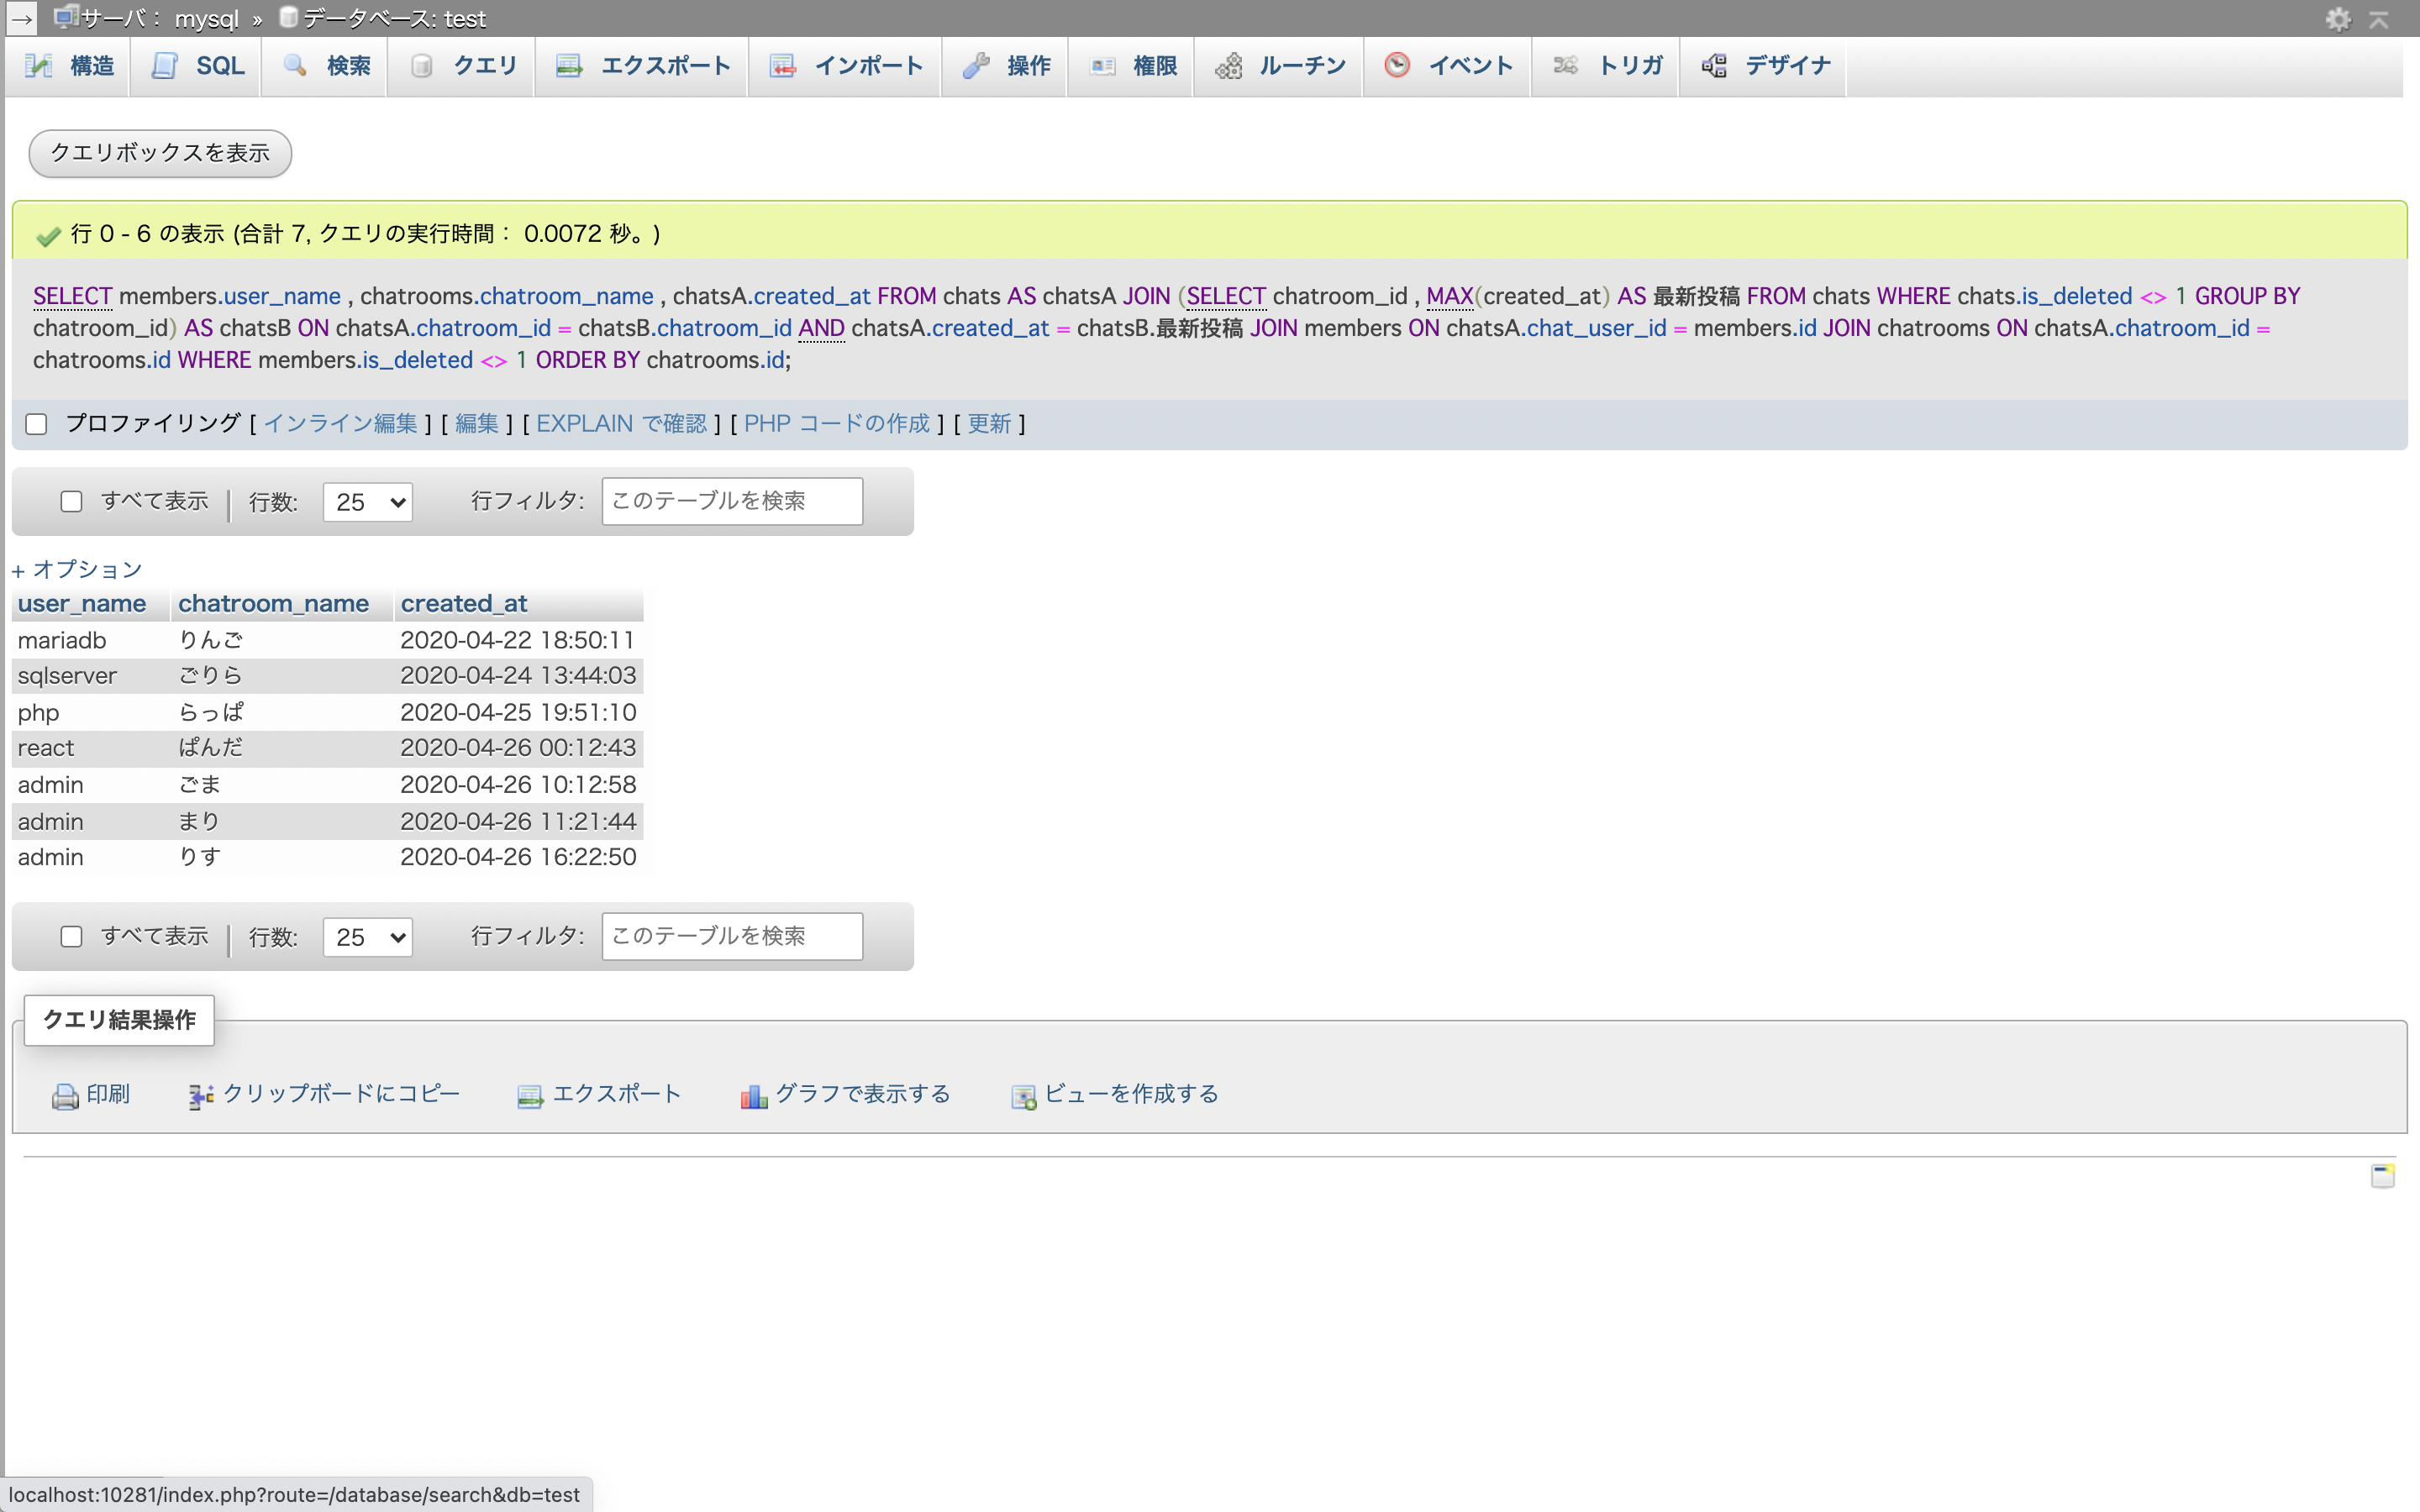 → サーバ: mysql » データベース: test
構造 SQL 検索 クエリ エクスポート インポート 操作 権限 ルーチン イベント トリガ デザイナ
クエリボックスを表示
行 0 - 6 の表示 (合計 7, クエリの実行時間: 0.0072 秒。)
SELECT members.user_name , chatrooms.chatroom_name , chatsA.created_at FROM chats AS chatsA JOIN (SELECT chatroom_id , MAX(created_at) AS 最新投稿 FROM chats WHERE chats.is_deleted <> 1 GROUP BY
chatroom_id) AS chatsB ON chatsA.chatroom_id = chatsB.chatroom_id AND chatsA.created_at = chatsB.最新投稿 JOIN members ON chatsA.chat_user_id = members.id JOIN chatrooms ON chatsA.chatroom_id =
chatrooms.id WHERE members.is_deleted <> 1 ORDER BY chatrooms.id;
プロファイリング [ インライン編集 ] [ 編集 ] [ EXPLAIN で確認 ] [ PHP コードの作成 ] [ 更新 ]
すべて表示 | 行数: 25 行フィルタ: このテーブルを検索
+ オプション
user_name chatroom_name created_at
mariadb りんご 2020-04-22 18:50:11
sqlserver ごりら 2020-04-24 13:44:03
php らっぱ 2020-04-25 19:51:10
react ぱんだ 2020-04-26 00:12:43
admin ごま 2020-04-26 10:12:58
admin まり 2020-04-26 11:21:44
admin りす 2020-04-26 16:22:50
すべて表示 | 行数: 25 行フィルタ: このテーブルを検索
クエリ結果操作
印刷 クリップボードにコピー エクスポート グラフで表示する ビューを作成する
localhost:10281/index.php?route=/database/search&db=test